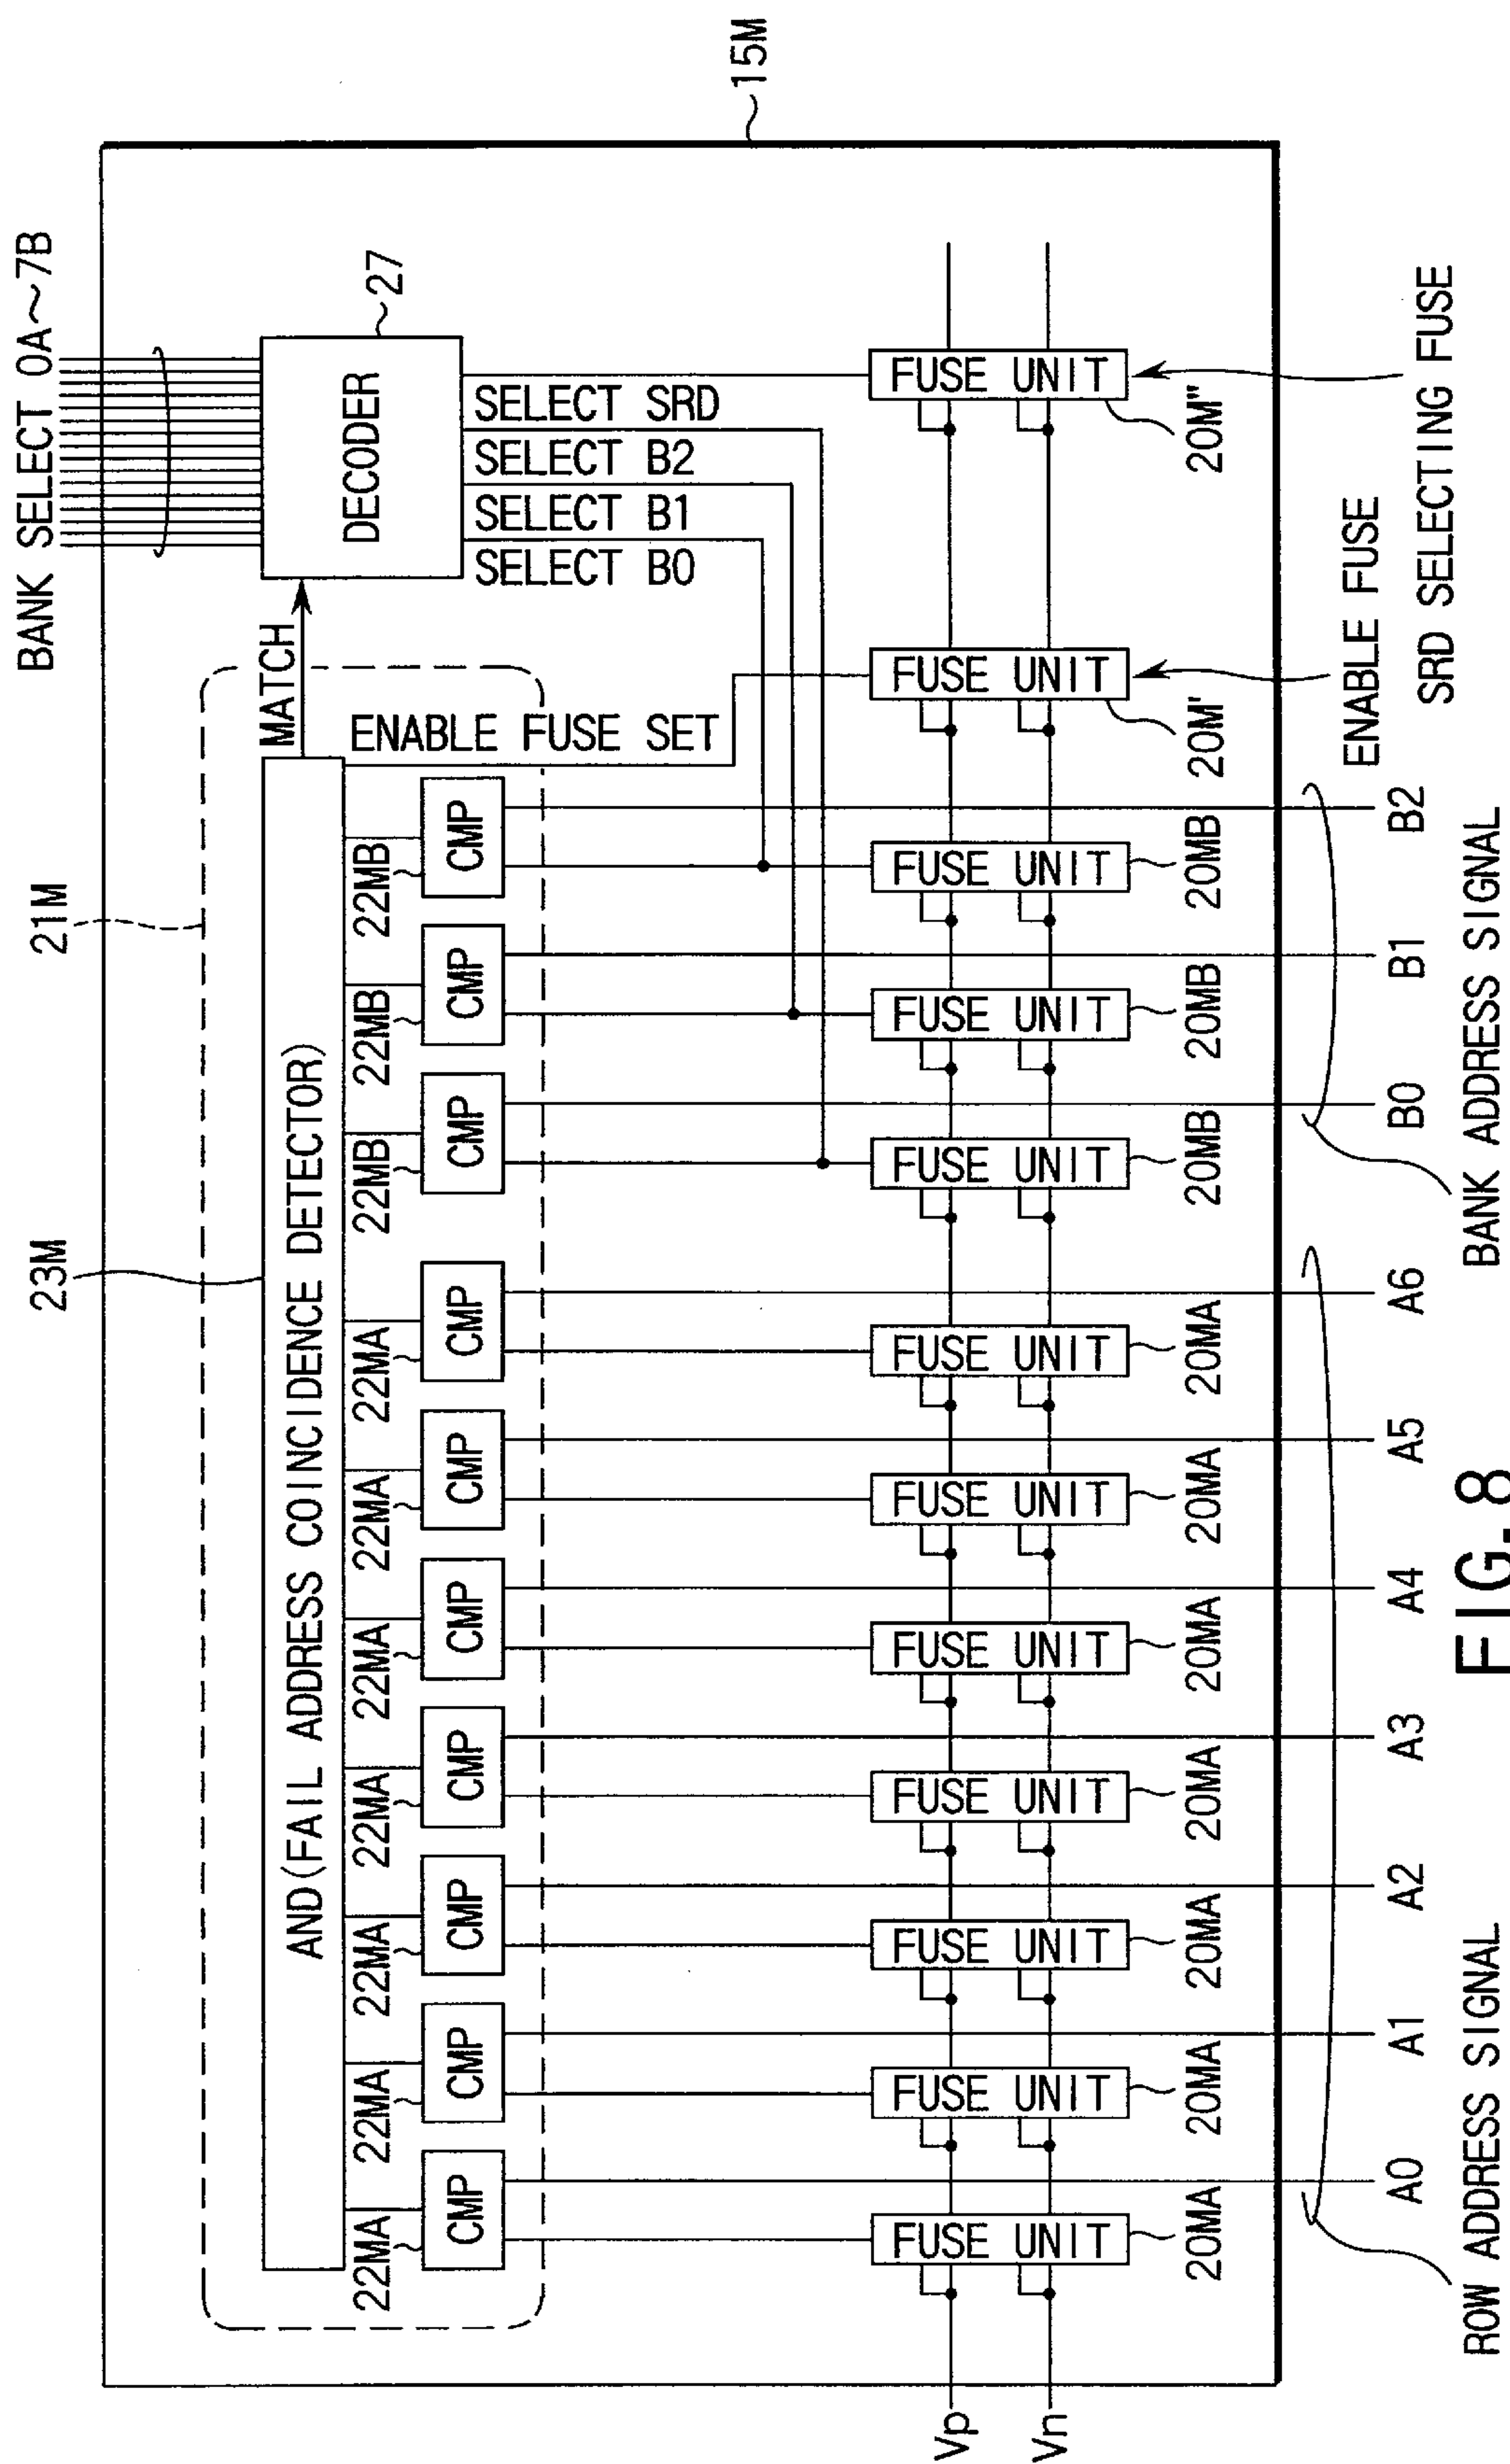 23M
21M
BANK SELECT 0A~7B
MATCH
27
AND(FAIL ADDRESS COINCIDENCE DETECTOR)
DECODER
22MA
22MA
22MA
22MA
22MA
22MA
22MA
22MB
22MB
22MB
ENABLE FUSE SET
CMP
CMP
CMP
CMP
CMP
CMP
CMP
CMP
CMP
CMP
SELECT B0
SELECT B1
SELECT B2
SELECT SRD
15M
Vp
Vn
FUSE UNIT
FUSE UNIT
FUSE UNIT
FUSE UNIT
FUSE UNIT
FUSE UNIT
FUSE UNIT
FUSE UNIT
FUSE UNIT
FUSE UNIT
FUSE UNIT
FUSE UNIT
20MA
20MA
20MA
20MA
20MA
20MA
20MA
20MB
20MB
20MB
20M'
20M"
A0
A1
A2
A3
A4
A5
A6
B0
B1
B2
ENABLE FUSE
SRD SELECTING FUSE
ROW ADDRESS SIGNAL
BANK ADDRESS SIGNAL
FIG. 8